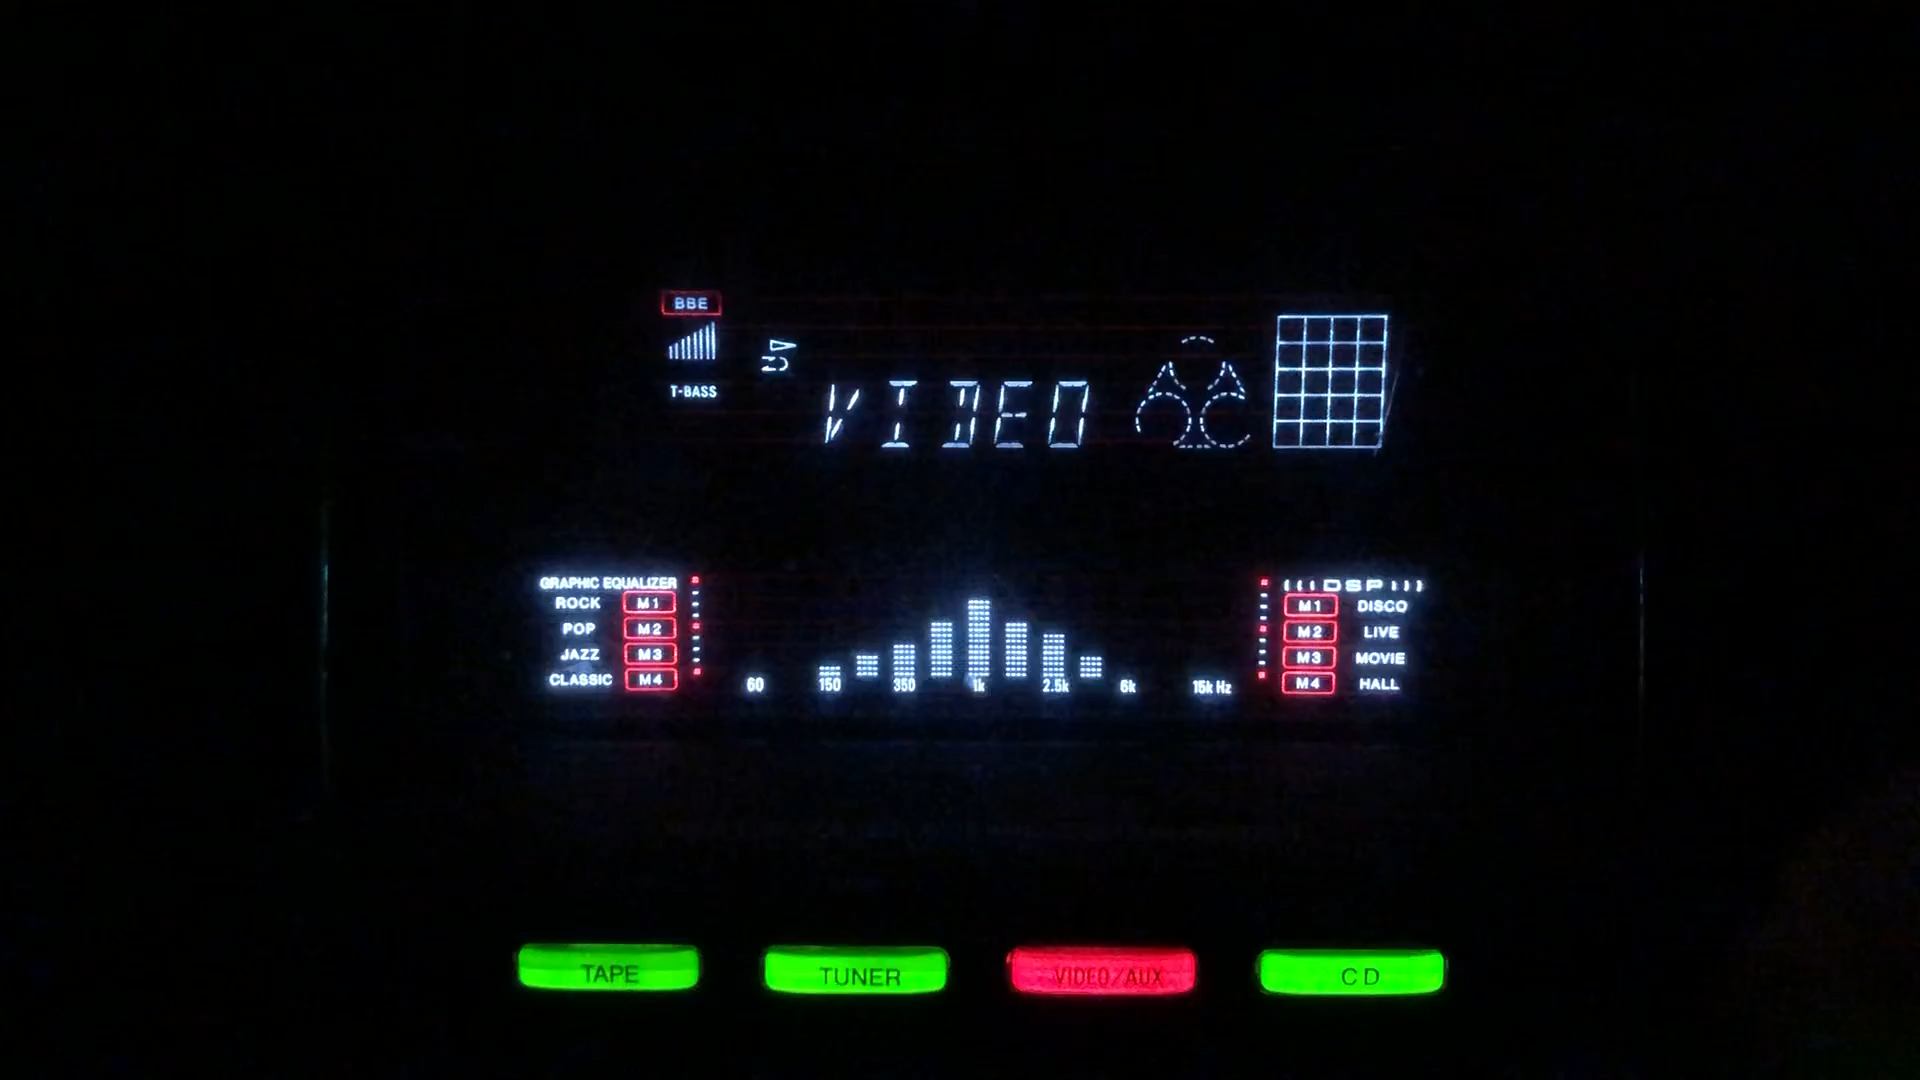 BBE
T-BASS
VIDEO
GRAPHIC EQUALIZER
ROCK M1
POP M2
JAZZ M3
CLASSIC M4
60 150 350 1k 2.5k 6k 15k Hz
(((DSP)))
M1 DISCO
M2 LIVE
M3 MOVIE
M4 HALL
TAPE TUNER VIDEO/AUX CD